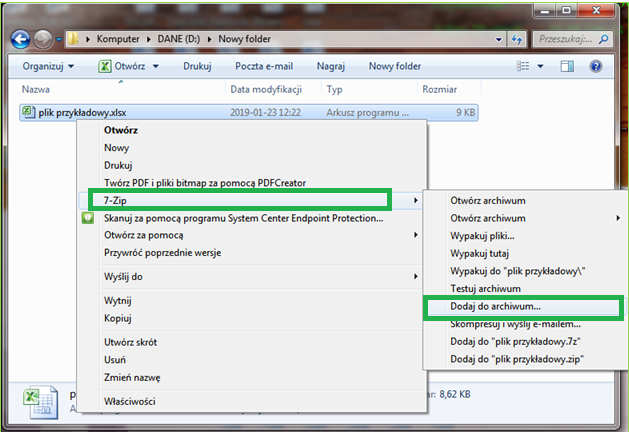 Komputer ▸ DANE (D:) ▸ Nowy folder
Przeszukaj:...
Organizuj
Otwórz
Drukuj
Poczta e-mail
Nagraj
Nowy folder
Nazwa
Data modyfikacji
Typ
Rozmiar
plik przykładowy.xlsx
2019-01-23 12:22
Arkusz programu ...
9 KB
Otwórz
Nowy
Drukuj
Twórz PDF i pliki bitmap za pomocą PDFCreator
7-Zip
Skanuj za pomocą programu System Center Endpoint Protection...
Otwórz za pomocą
Przywróć poprzednie wersje
Wyślij do
Wytnij
Kopiuj
Utwórz skrót
Usuń
Zmień nazwę
Właściwości
Otwórz archiwum
Otwórz archiwum
Wypakuj pliki...
Wypakuj tutaj
Wypakuj do "plik przykładowy\"
Testuj archiwum
Dodaj do archiwum...
Skompresuj i wyślij e-mailem...
Dodaj do "plik przykładowy.7z"
Dodaj do "plik przykładowy.zip"
8,62 KB